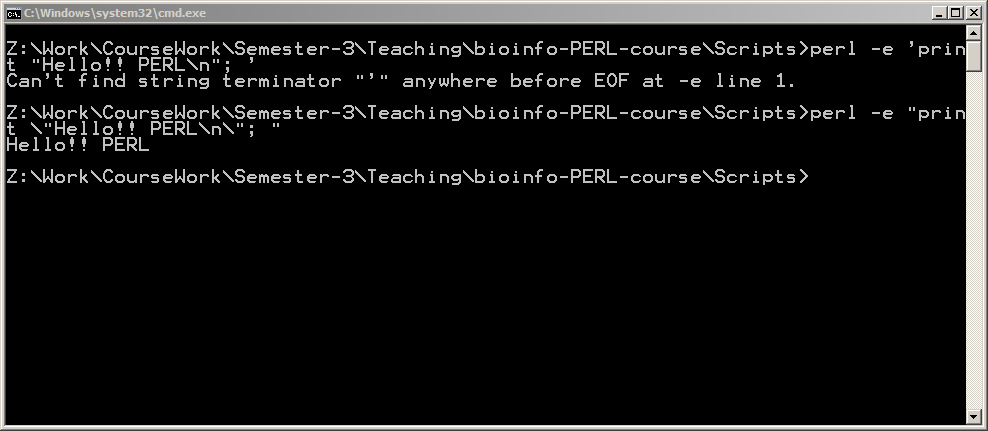 C:\Windows\system32\cmd.exe
Z:\Work\CourseWork\Semester-3\Teaching\bioinfo-PERL-course\Scripts>perl -e 'prin
t "Hello!! PERL\n"; '
Can't find string terminator "'" anywhere before EOF at -e line 1.
Z:\Work\CourseWork\Semester-3\Teaching\bioinfo-PERL-course\Scripts>perl -e "prin
t \"Hello!! PERL\n\"; "
Hello!! PERL
Z:\Work\CourseWork\Semester-3\Teaching\bioinfo-PERL-course\Scripts>